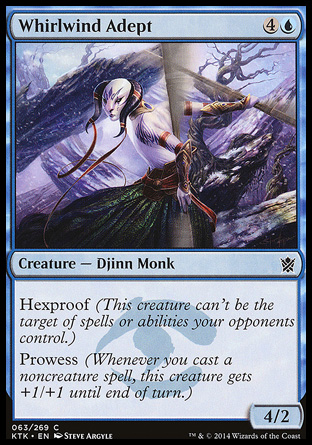 Whirlwind Adept 4
Creature — Djinn Monk
Hexproof (This creature can't be the
target of spells or abilities your opponents
control.)
Prowess (Whenever you cast a
noncreature spell, this creature gets
+1/+1 until end of turn.)
4/2
063/269 C
KTK • EN STEVE ARGYLE
™ & © 2014 Wizards of the Coast